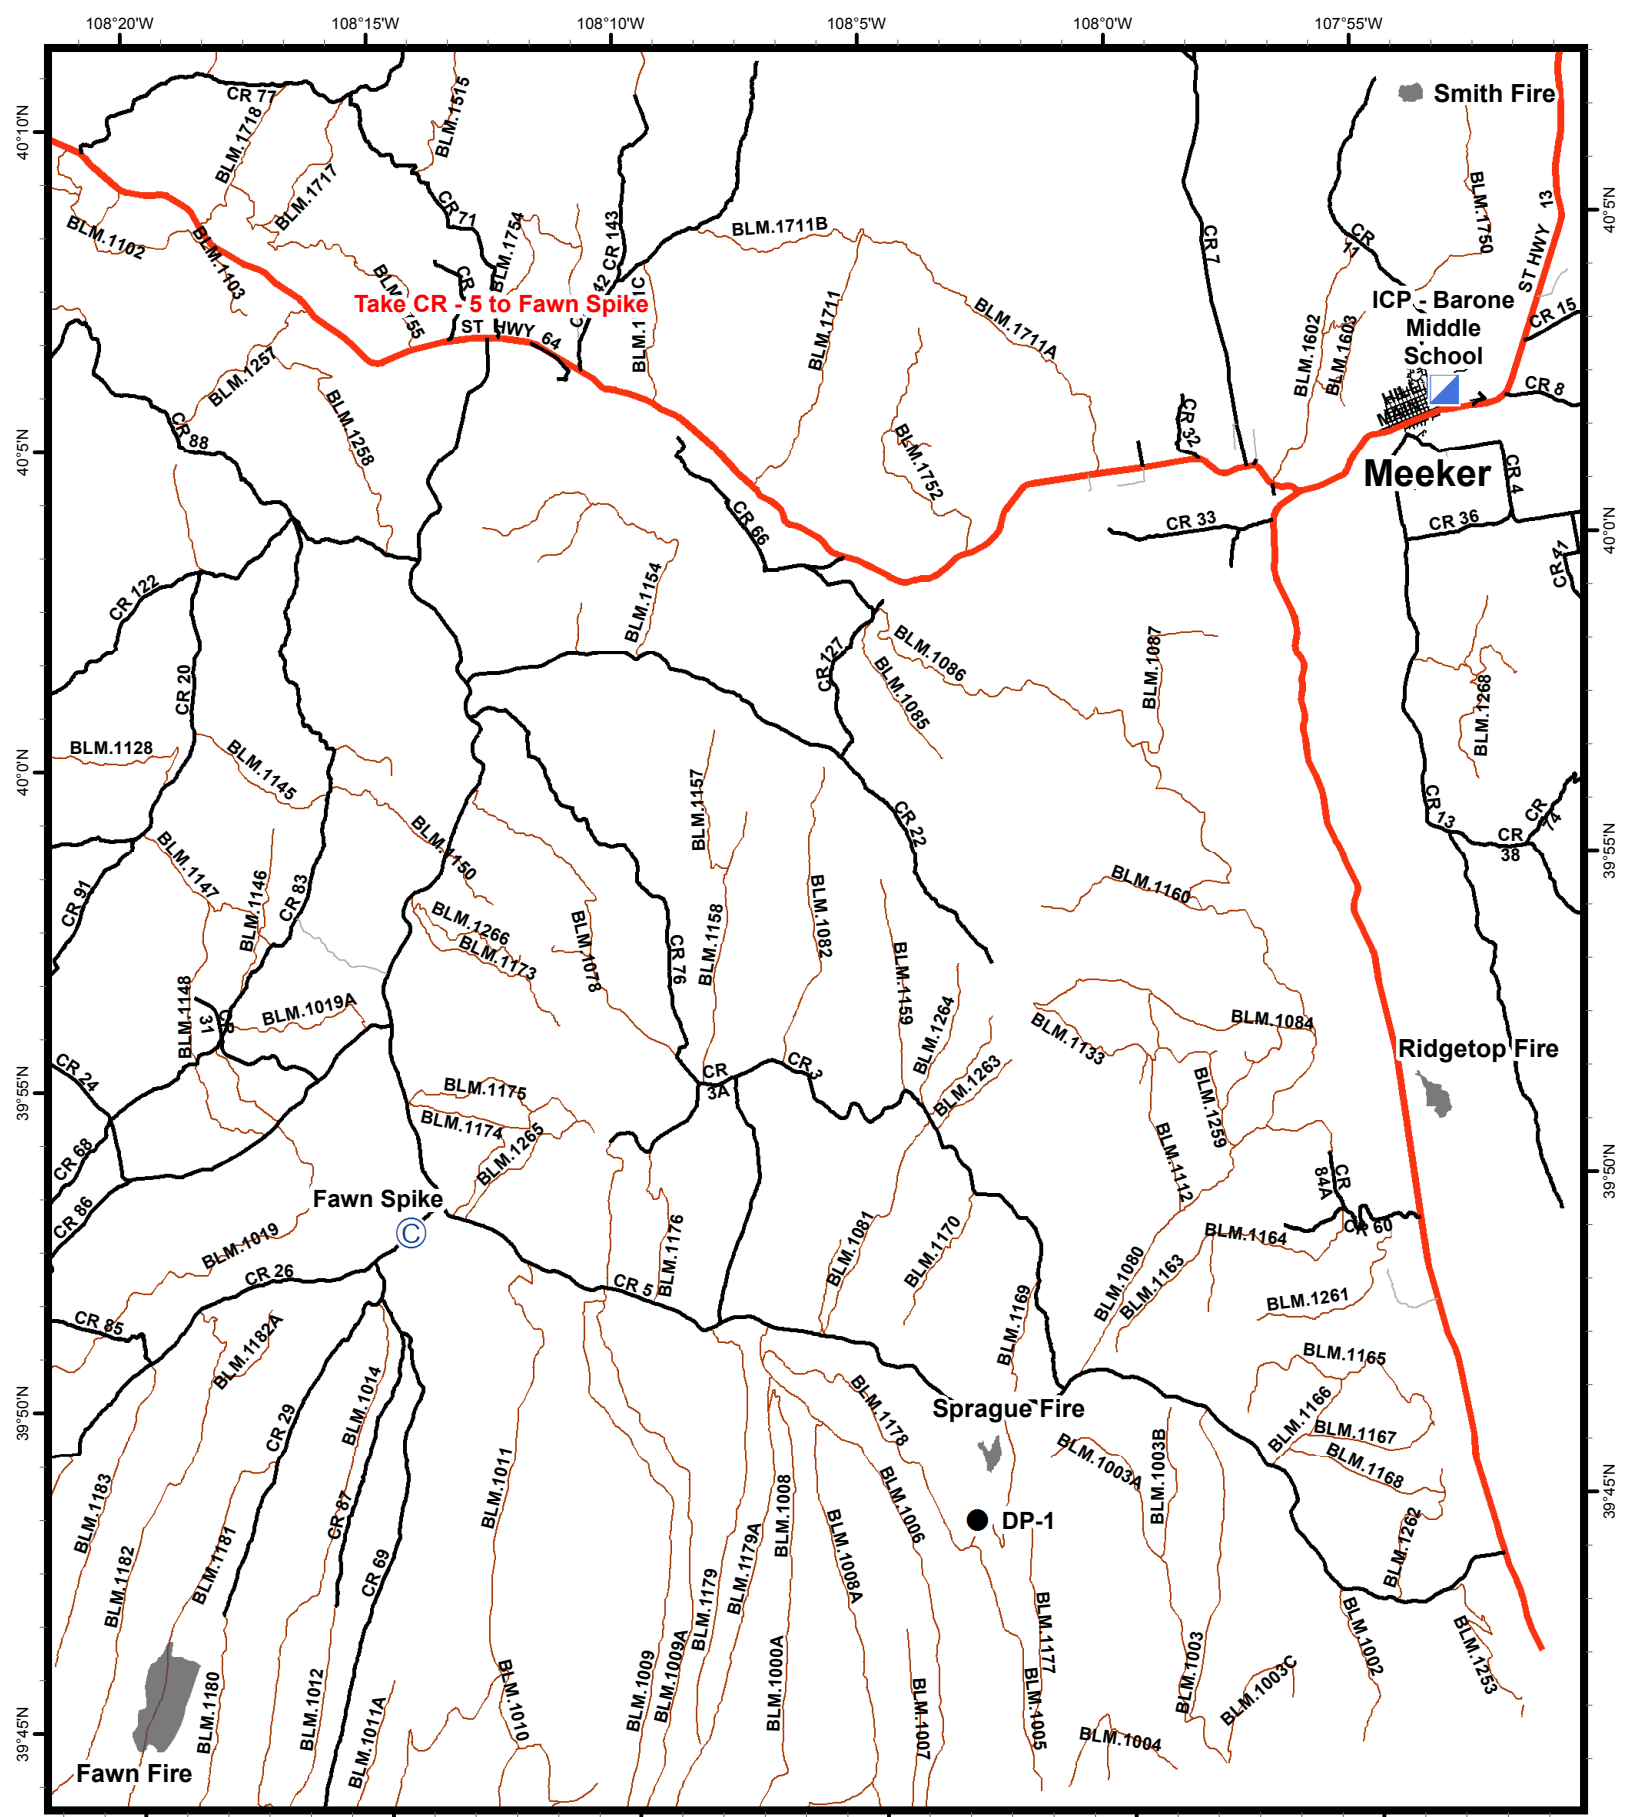 108°20'W 108°15'W 108°10'W 108°5'W 108°0'W 107°55'W
40°10'N
40°5'N
40°0'N
39°55'N
39°50'N
39°45'N
40°5'N
40°0'N
39°55'N
39°50'N
39°45'N
Smith Fire
CR 77
BLM.1718
BLM.1515
BLM.1717
CR 71
BLM.1754
CR 143
BLM.1711B
CR 7
CR 11
BLM.1750
ST HWY 13
BLM.1102
BLM.1103
CR
42
Take CR - 5 to Fawn Spike
ST HWY 64
BLM.1711
BLM.1711A
ICP - Barone
Middle
School
CR 15
BLM.1602
BLM.1603
CR 8
BLM.1257
BLM.1258
CR 88
CR 32
MAIN
Meeker
BLM.1752
CR 66
CR 33
CR 4
CR 36
CR 41
CR 122
BLM.1154
CR 127
BLM.1086
BLM.1085
BLM.1087
CR 20
BLM.1268
BLM.1128
BLM.1145
BLM.1157
CR 22
CR 13
CR 74
CR 38
BLM.1150
BLM.1147
BLM.1146
CR 83
CR 91
BLM.1160
BLM.1266
BLM.1173
BLM.1078
CR 76
BLM.1158
BLM.1082
BLM.1159
BLM.1264
BLM.1148
CR 31
BLM.1019A
BLM.1133
BLM.1084
Ridgetop Fire
CR 24
CR 3A
CR 3
BLM.1263
BLM.1175
BLM.1174
BLM.1265
BLM.1259
BLM.1112
CR 68
CR 86
CR 84A
CR 60
Fawn Spike
C
BLM.1019
CR 26
BLM.1176
CR 5
BLM.1081
BLM.1170
BLM.1080
BLM.1163
BLM.1164
BLM.1261
CR 85
BLM.1182A
BLM.1169
BLM.1165
BLM.1014
CR 29
BLM.1178
Sprague Fire
BLM.1166
BLM.1167
BLM.1168
BLM.1003A
BLM.1003B
BLM.1183
BLM.1011
BLM.1008
BLM.1006
DP-1
BLM.1262
CR 87
BLM.1182
BLM.1181
CR 69
BLM.1179A
BLM.1179
BLM.1008A
BLM.1177
BLM.1002
BLM.1253
BLM.1180
BLM.1012
BLM.1011A
BLM.1010
BLM.1009
BLM.1009A
BLM.1000A
BLM.1007
BLM.1005
BLM.1003
BLM.1003C
BLM.1004
Fawn Fire